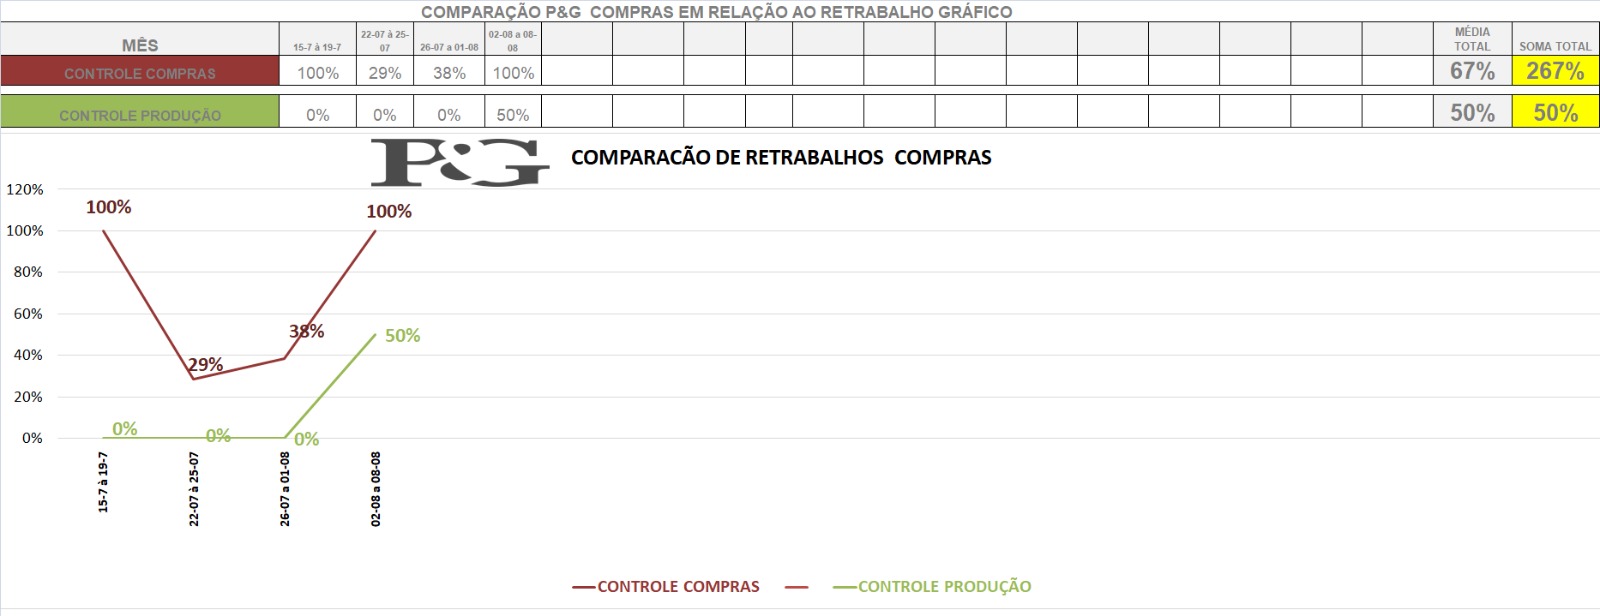 COMPARAÇÃO P&G COMPRAS EM RELAÇÃO AO RETRABALHO GRÁFICO
MÊS 15-7 à 19-7 22-07 à 25-07 26-07 a 01-08 02-08 a 08-08 MÉDIA TOTAL SOMA TOTAL
CONTROLE COMPRAS 100% 29% 38% 100% 67% 267%
CONTROLE PRODUÇÃO 0% 0% 0% 50% 50% 50%
P&G COMPARACÃO DE RETRABALHOS COMPRAS
120%
100%
80%
60%
40%
20%
0%
100%
29%
38%
100%
0%
0%
0%
50%
15-7 à 19-7
22-07 à 25-07
26-07 a 01-08
02-08 a 08-08
CONTROLE COMPRAS CONTROLE PRODUÇÃO